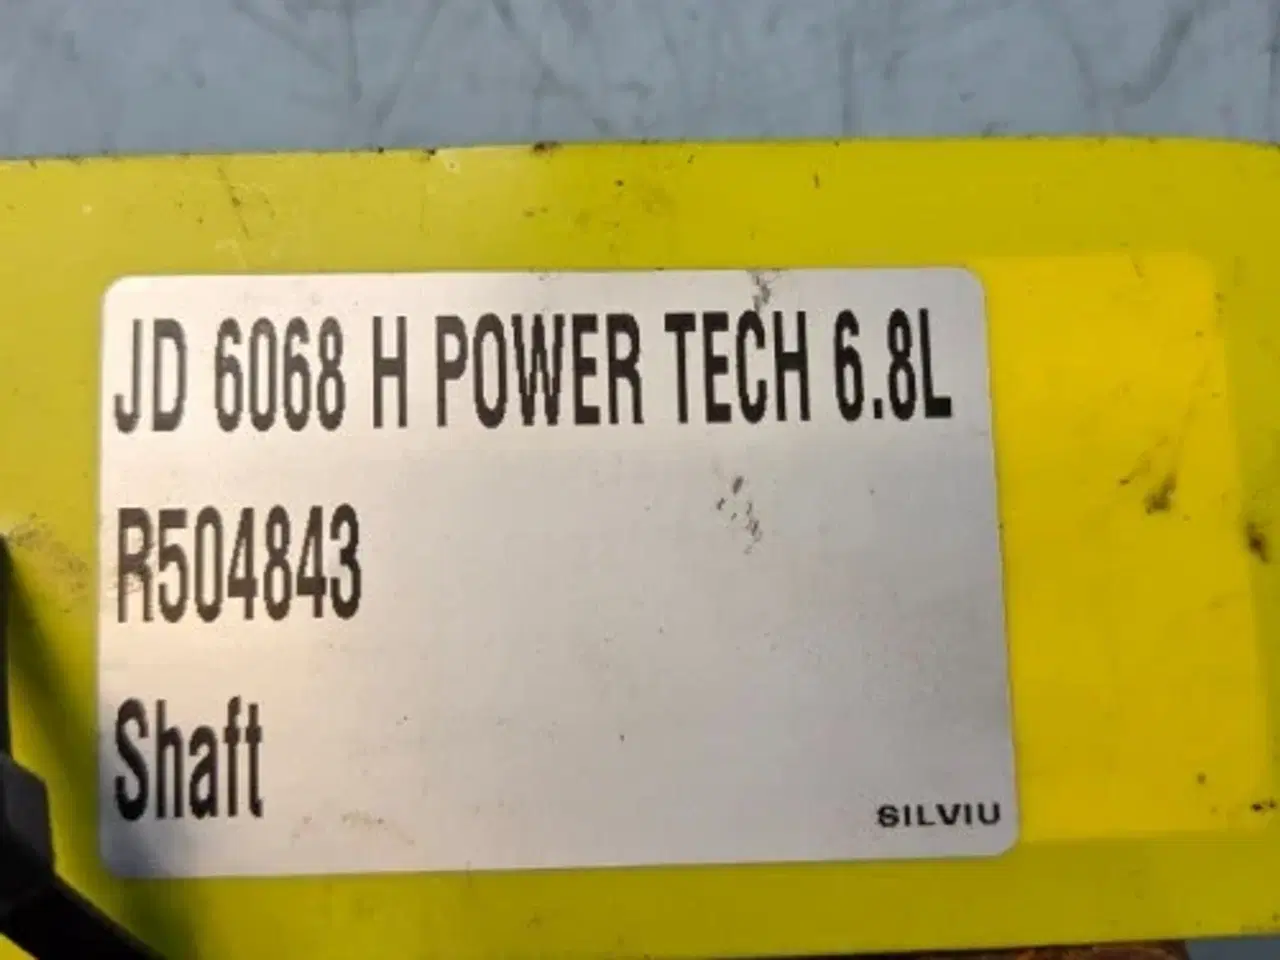 JD 6068 H POWER TECH 6.8L
R504843
Shaft
SILVIU